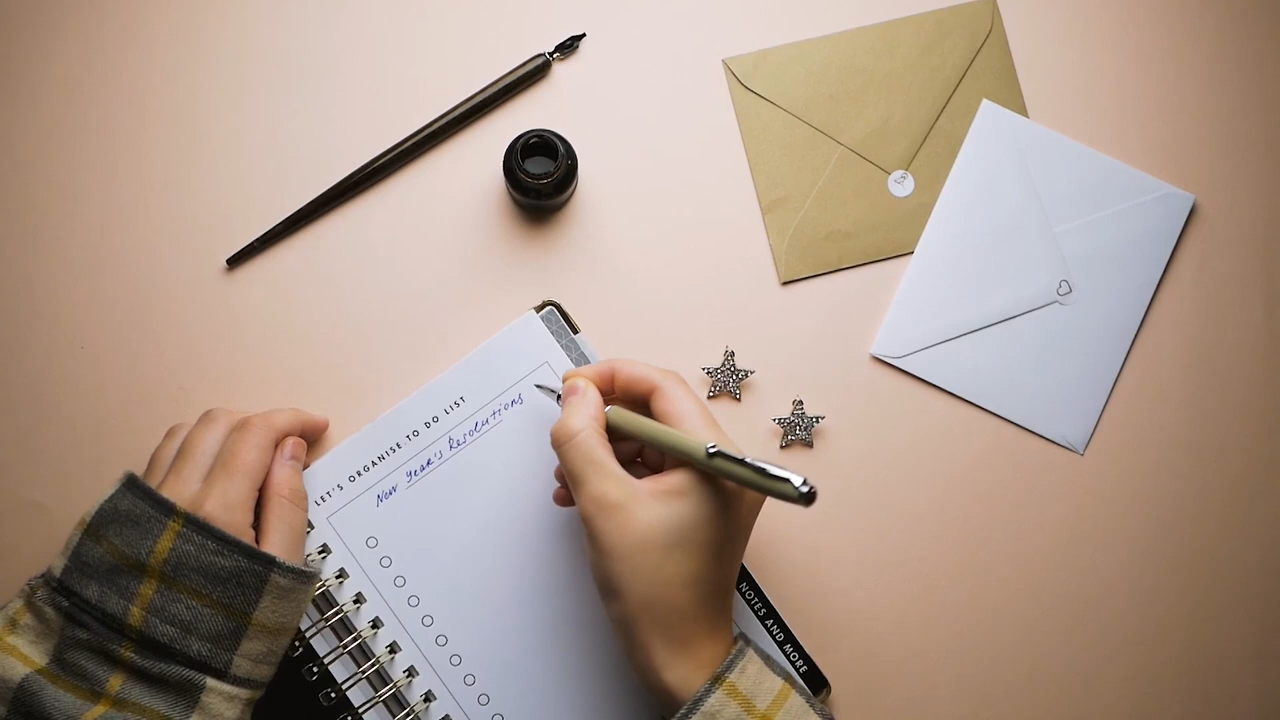 LET'S ORGANISE TO DO LIST
New Year's Resolutions
NOTES AND MORE